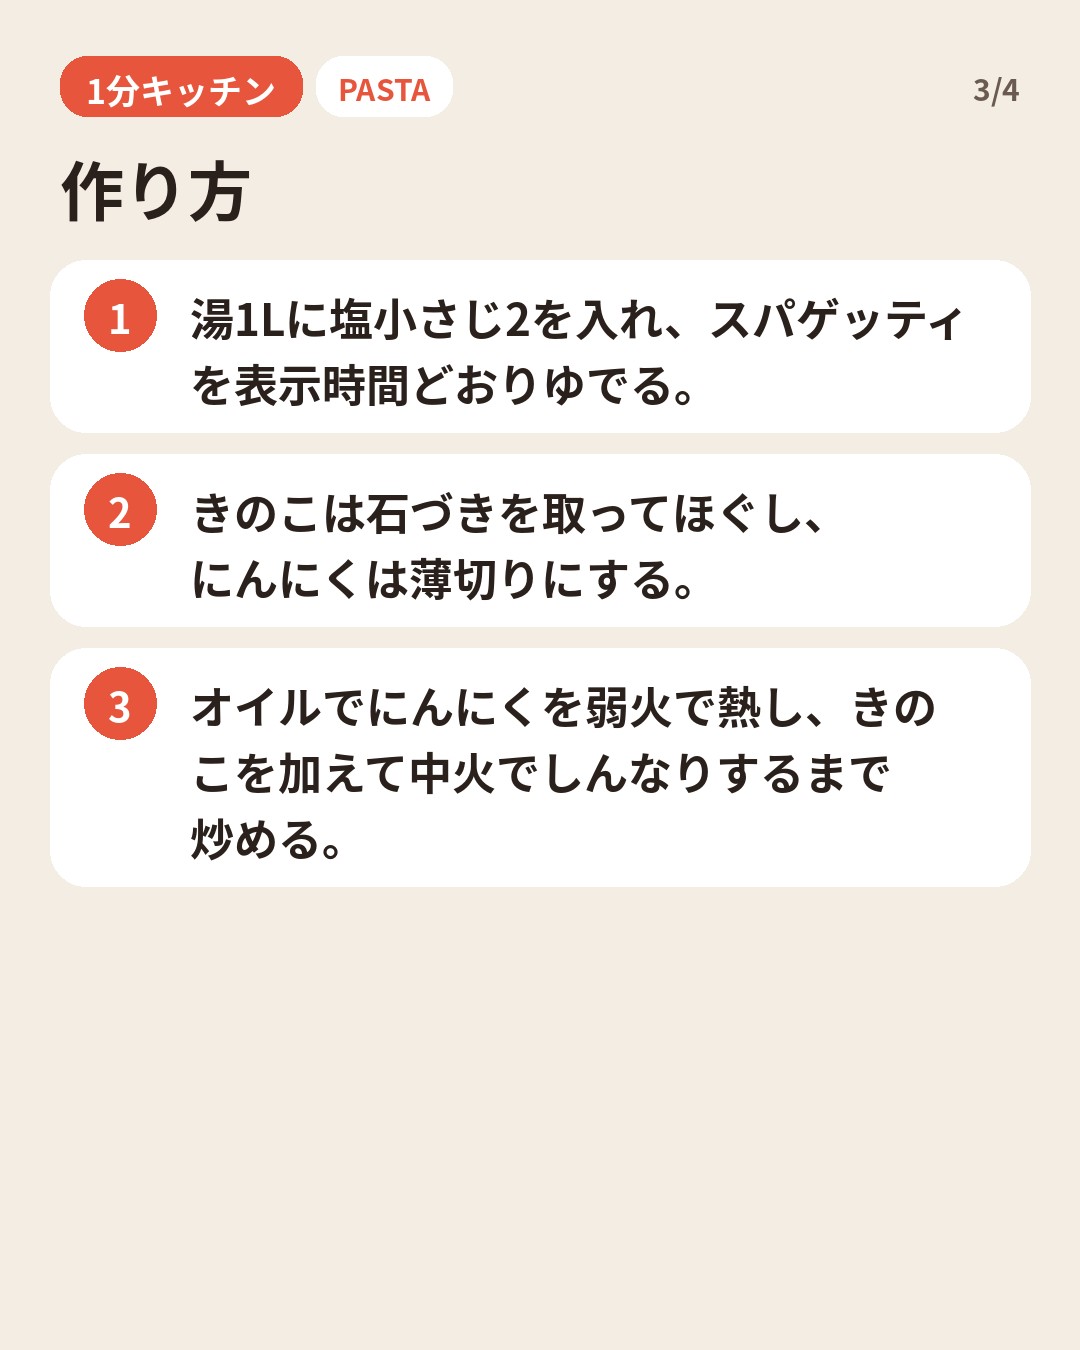 1分キッチン PASTA 3/4
作り方
1 湯1Lに塩小さじ2を入れ、スパゲッティ
を表示時間どおりゆでる。
2 きのこは石づきを取ってほぐし、
にんにくは薄切りにする。
3 オイルでにんにくを弱火で熱し、きの
こを加えて中火でしんなりするまで
炒める。